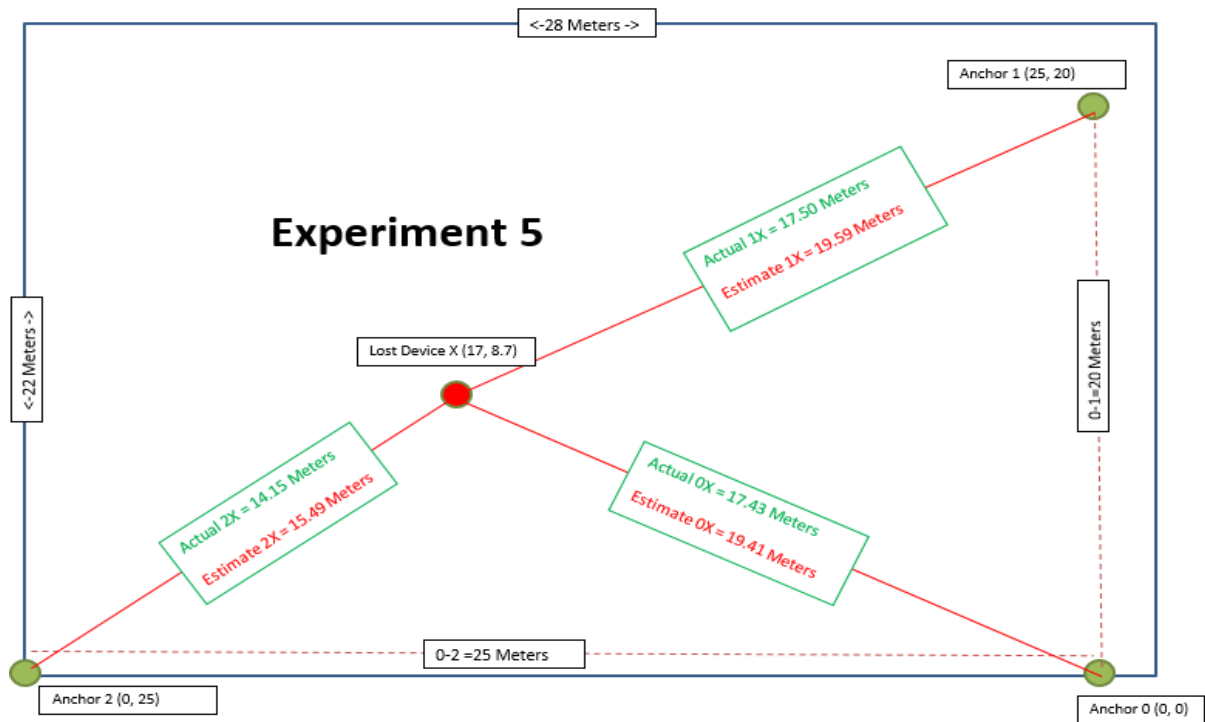 <-28 Meters ->
Anchor 1 (25, 20)
Actual 1X = 17.50 Meters
Estimate 1X = 19.59 Meters
Experiment 5
<-22 Meters ->
0-1=20 Meters
Lost Device X (17, 8.7)
Actual 2X = 14.15 Meters
Estimate 2X = 15.49 Meters
Actual 0X = 17.43 Meters
Estimate 0X = 19.41 Meters
0-2 =25 Meters
Anchor 2 (0, 25)
Anchor 0 (0, 0)